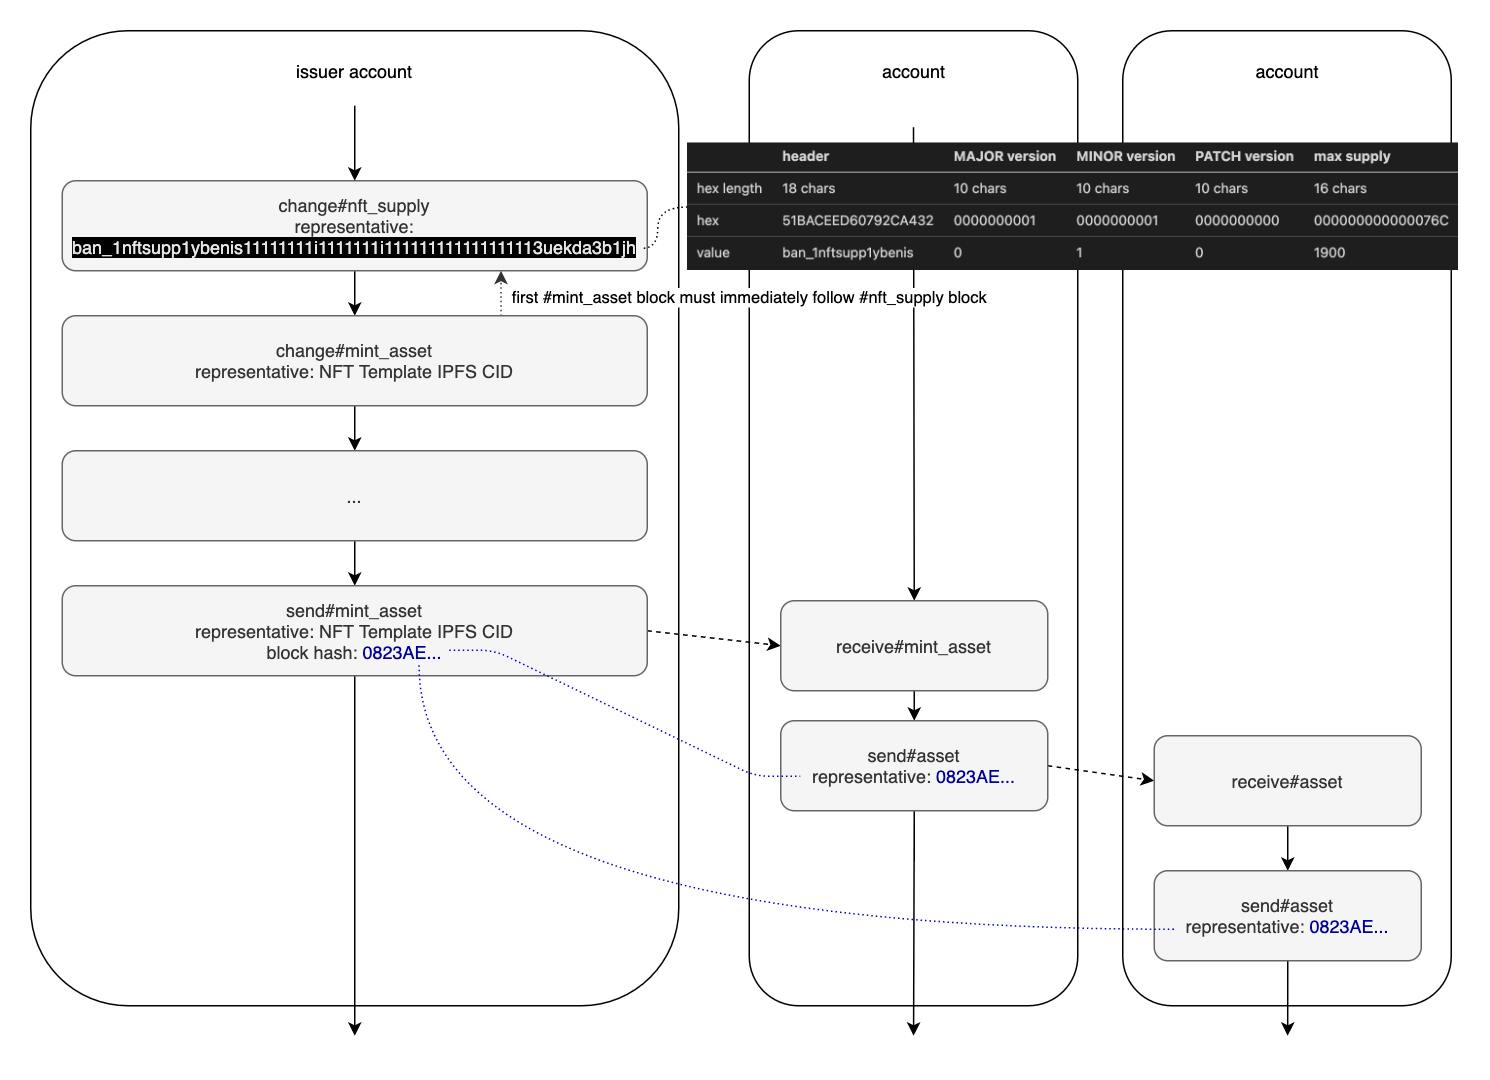 issuer account
account
account
change#nft_supply
representative:
ban_1nftsupp1ybenis11111111i1111111i111111111111111113uekda3b1jh
header MAJOR version MINOR version PATCH version max supply
hex length 18 chars 10 chars 10 chars 10 chars 16 chars
hex 51BACEED60792CA432 0000000001 0000000001 0000000000 000000000000076C
value ban_1nftsupp1ybenis 0 1 0 1900
first #mint_asset block must immediately follow #nft_supply block
change#mint_asset
representative: NFT Template IPFS CID
...
send#mint_asset
representative: NFT Template IPFS CID
block hash: 0823AE...
receive#mint_asset
send#asset
representative: 0823AE...
receive#asset
send#asset
representative: 0823AE...